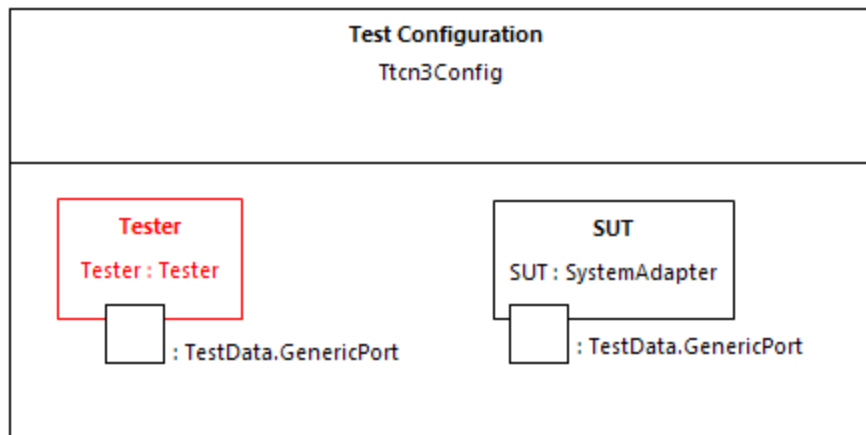 Test Configuration
Ttcn3Config
Tester
Tester : Tester
: TestData.GenericPort
SUT
SUT : SystemAdapter
: TestData.GenericPort